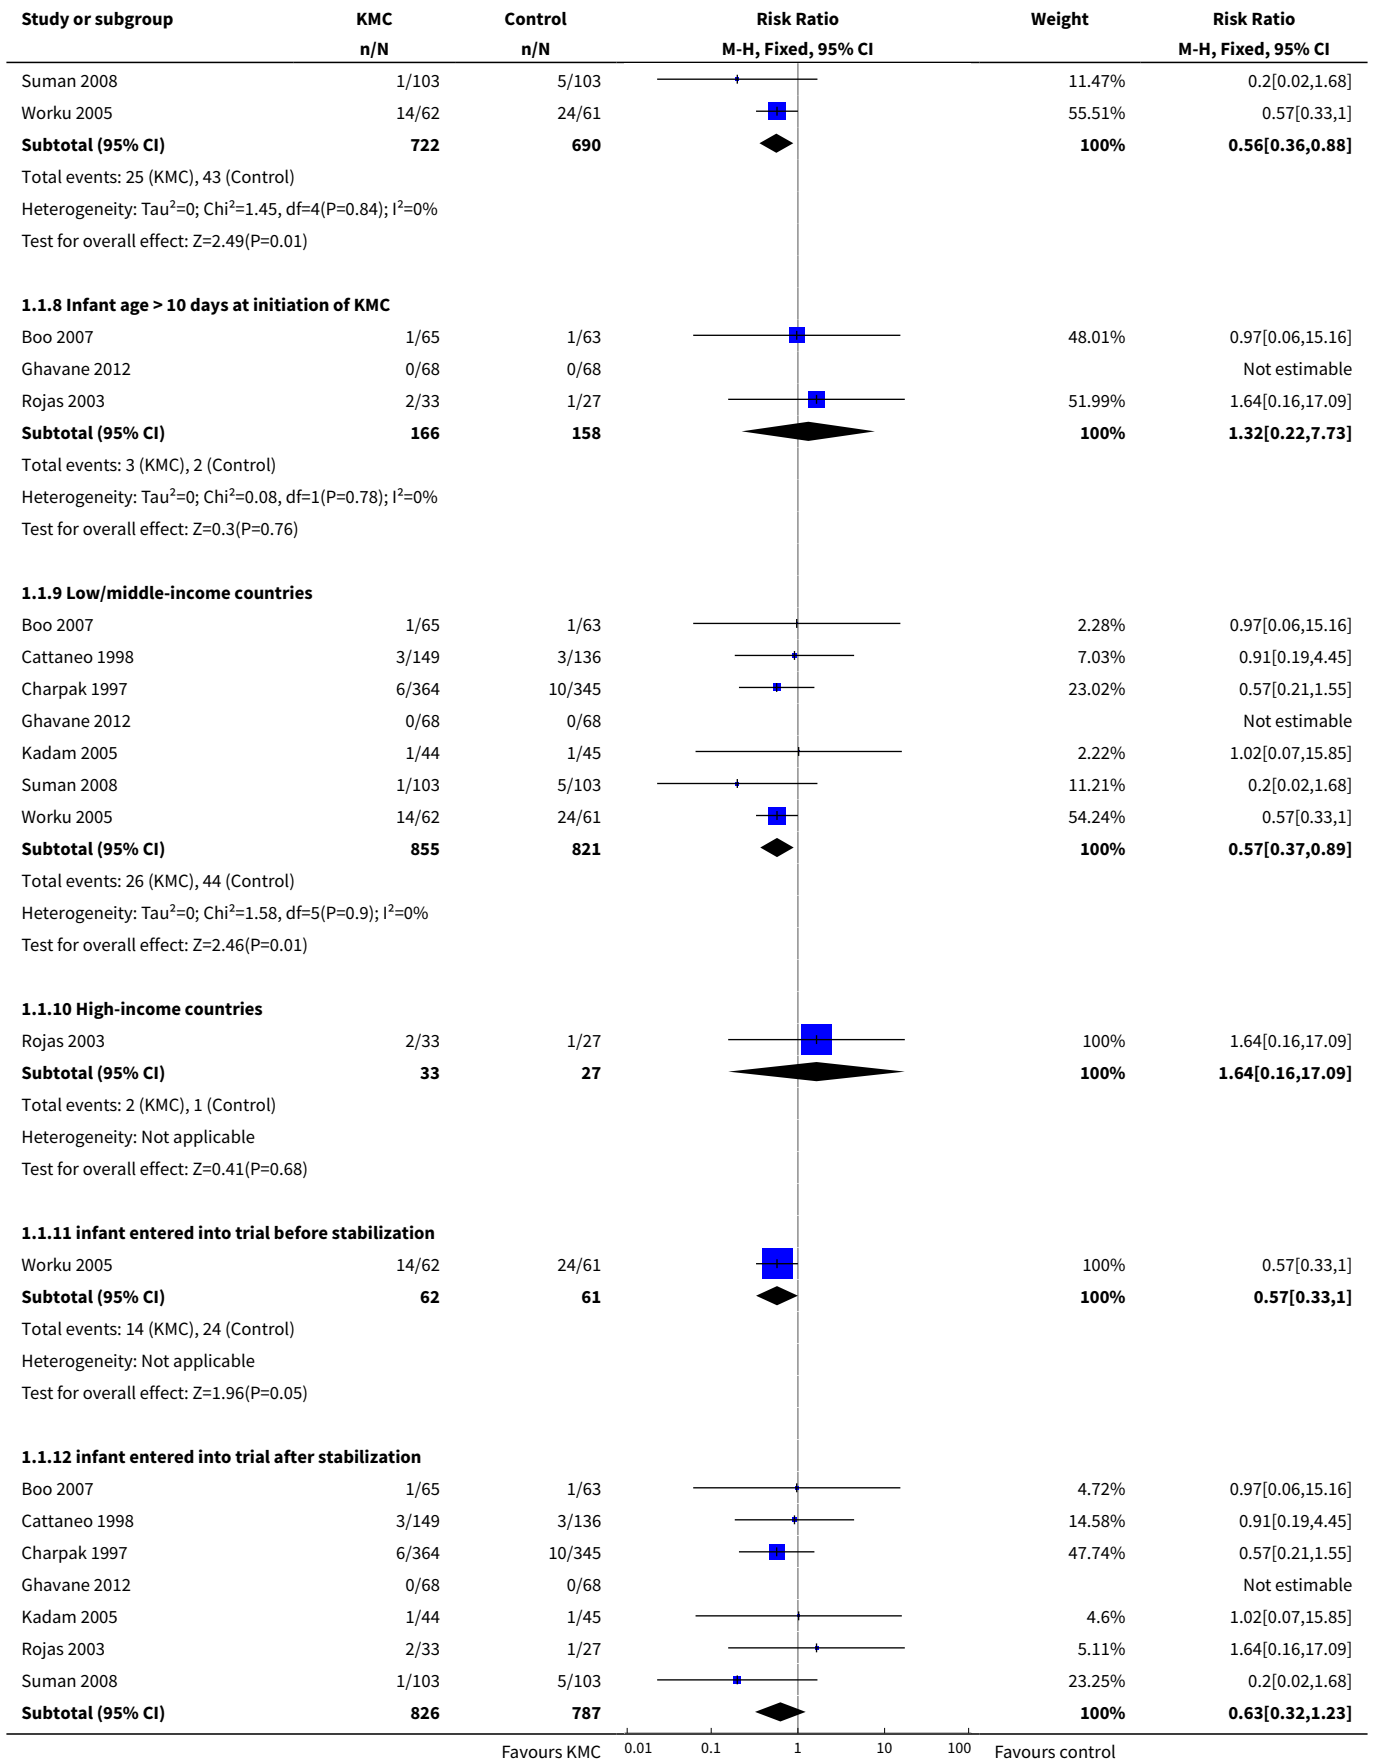 Study or subgroup KMC Control Risk Ratio Weight Risk Ratio
n/N n/N M-H, Fixed, 95% CI M-H, Fixed, 95% CI
Suman 2008 1/103 5/103 11.47% 0.2[0.02,1.68]
Worku 2005 14/62 24/61 55.51% 0.57[0.33,1]
Subtotal (95% CI) 722 690 100% 0.56[0.36,0.88]
Total events: 25 (KMC), 43 (Control)
Heterogeneity: Tau²=0; Chi²=1.45, df=4(P=0.84); I²=0%
Test for overall effect: Z=2.49(P=0.01)
1.1.8 Infant age > 10 days at initiation of KMC
Boo 2007 1/65 1/63 48.01% 0.97[0.06,15.16]
Ghavane 2012 0/68 0/68 Not estimable
Rojas 2003 2/33 1/27 51.99% 1.64[0.16,17.09]
Subtotal (95% CI) 166 158 100% 1.32[0.22,7.73]
Total events: 3 (KMC), 2 (Control)
Heterogeneity: Tau²=0; Chi²=0.08, df=1(P=0.78); I²=0%
Test for overall effect: Z=0.3(P=0.76)
1.1.9 Low/middle-income countries
Boo 2007 1/65 1/63 2.28% 0.97[0.06,15.16]
Cattaneo 1998 3/149 3/136 7.03% 0.91[0.19,4.45]
Charpak 1997 6/364 10/345 23.02% 0.57[0.21,1.55]
Ghavane 2012 0/68 0/68 Not estimable
Kadam 2005 1/44 1/45 2.22% 1.02[0.07,15.85]
Suman 2008 1/103 5/103 11.21% 0.2[0.02,1.68]
Worku 2005 14/62 24/61 54.24% 0.57[0.33,1]
Subtotal (95% CI) 855 821 100% 0.57[0.37,0.89]
Total events: 26 (KMC), 44 (Control)
Heterogeneity: Tau²=0; Chi²=1.58, df=5(P=0.9); I²=0%
Test for overall effect: Z=2.46(P=0.01)
1.1.10 High-income countries
Rojas 2003 2/33 1/27 100% 1.64[0.16,17.09]
Subtotal (95% CI) 33 27 100% 1.64[0.16,17.09]
Total events: 2 (KMC), 1 (Control)
Heterogeneity: Not applicable
Test for overall effect: Z=0.41(P=0.68)
1.1.11 infant entered into trial before stabilization
Worku 2005 14/62 24/61 100% 0.57[0.33,1]
Subtotal (95% CI) 62 61 100% 0.57[0.33,1]
Total events: 14 (KMC), 24 (Control)
Heterogeneity: Not applicable
Test for overall effect: Z=1.96(P=0.05)
1.1.12 infant entered into trial after stabilization
Boo 2007 1/65 1/63 4.72% 0.97[0.06,15.16]
Cattaneo 1998 3/149 3/136 14.58% 0.91[0.19,4.45]
Charpak 1997 6/364 10/345 47.74% 0.57[0.21,1.55]
Ghavane 2012 0/68 0/68 Not estimable
Kadam 2005 1/44 1/45 4.6% 1.02[0.07,15.85]
Rojas 2003 2/33 1/27 5.11% 1.64[0.16,17.09]
Suman 2008 1/103 5/103 23.25% 0.2[0.02,1.68]
Subtotal (95% CI) 826 787 100% 0.63[0.32,1.23]
Favours KMC 0.01 0.1 1 10 100 Favours control